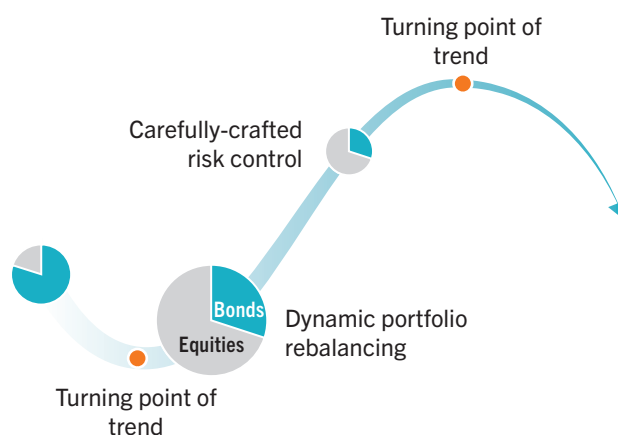 Turning point of
trend
Carefully-crafted
risk control
Bonds
Equities
Dynamic portfolio
rebalancing
Turning point of
trend